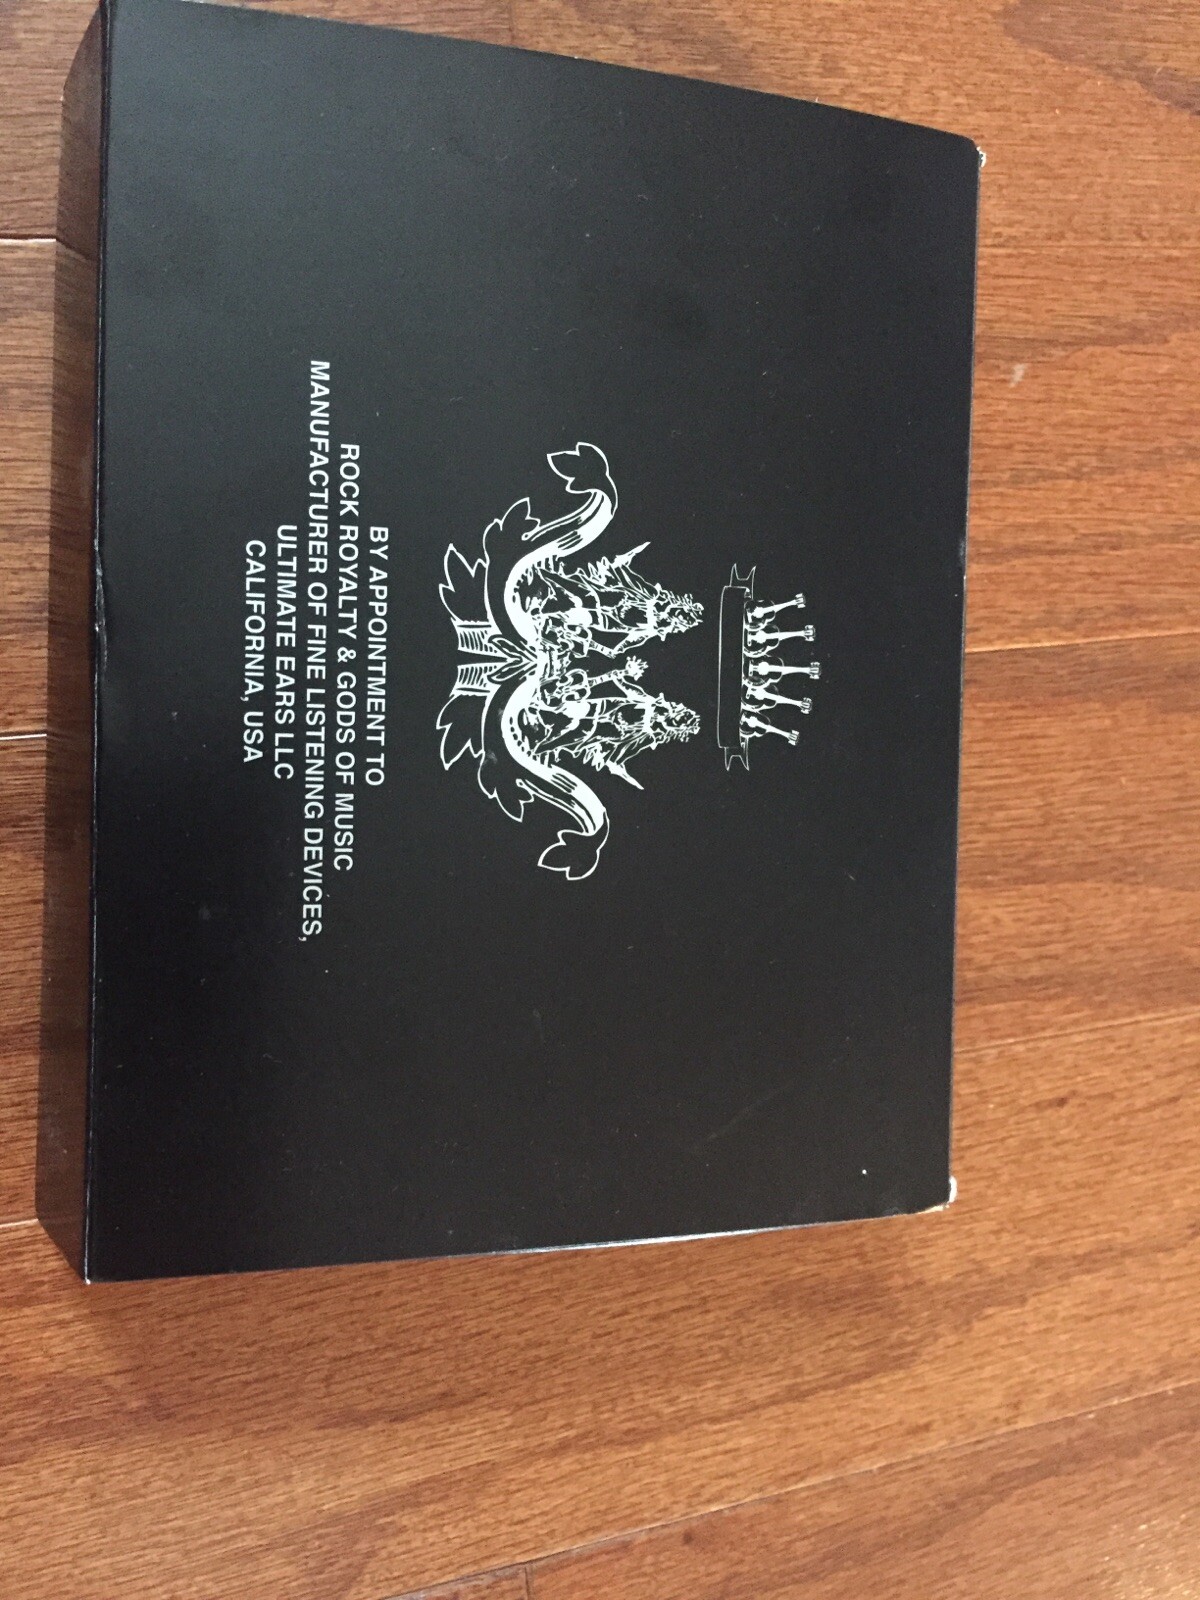 BY APPOINTMENT TO
ROCK ROYALTY & GODS OF MUSIC
MANUFACTURER OF FINE LISTENING DEVICES,
ULTIMATE EARS LLC
CALIFORNIA, USA